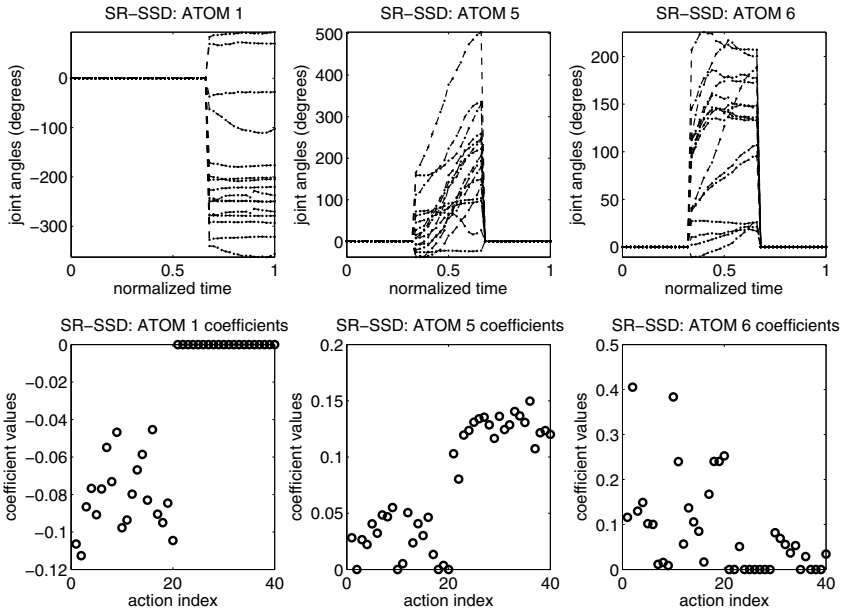 SR−SSD: ATOM 1
SR−SSD: ATOM 5
SR−SSD: ATOM 6
joint angles (degrees)
0
−100
−200
−300
0
0.5
1
normalized time
joint angles (degrees)
500
400
300
200
100
0
0
0.5
1
normalized time
joint angles (degrees)
200
150
100
50
0
0
0.5
1
normalized time
SR−SSD: ATOM 1 coefficients
SR−SSD: ATOM 5 coefficients
SR−SSD: ATOM 6 coefficients
coefficient values
0
−0.02
−0.04
−0.06
−0.08
−0.1
−0.12
0
20
40
action index
coefficient values
0.2
0.15
0.1
0.05
0
0
20
40
action index
coefficient values
0.5
0.4
0.3
0.2
0.1
0
0
20
40
action index